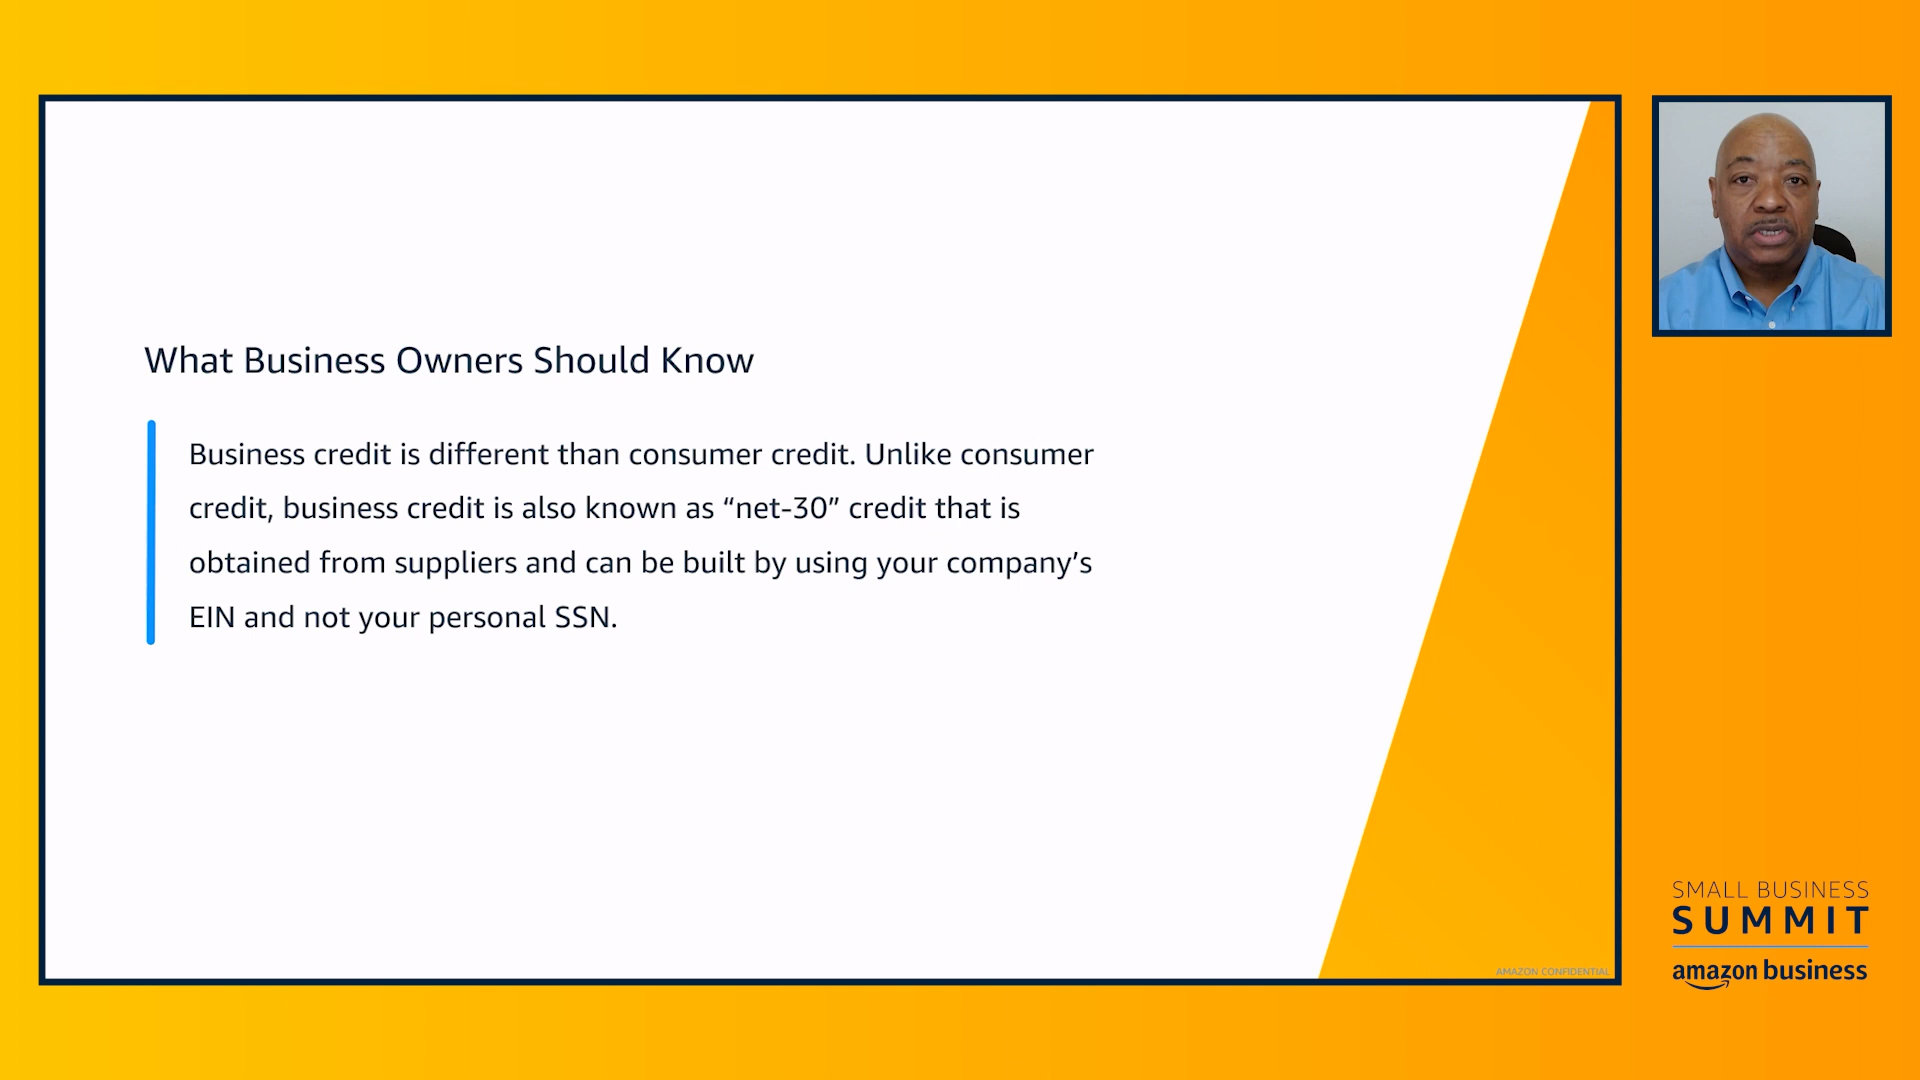 What Business Owners Should Know
Business credit is different than consumer credit. Unlike consumer
credit, business credit is also known as “net-30” credit that is
obtained from suppliers and can be built by using your company’s
EIN and not your personal SSN.
AMAZON CONFIDENTIAL
SMALL BUSINESS
SUMMIT
amazon business